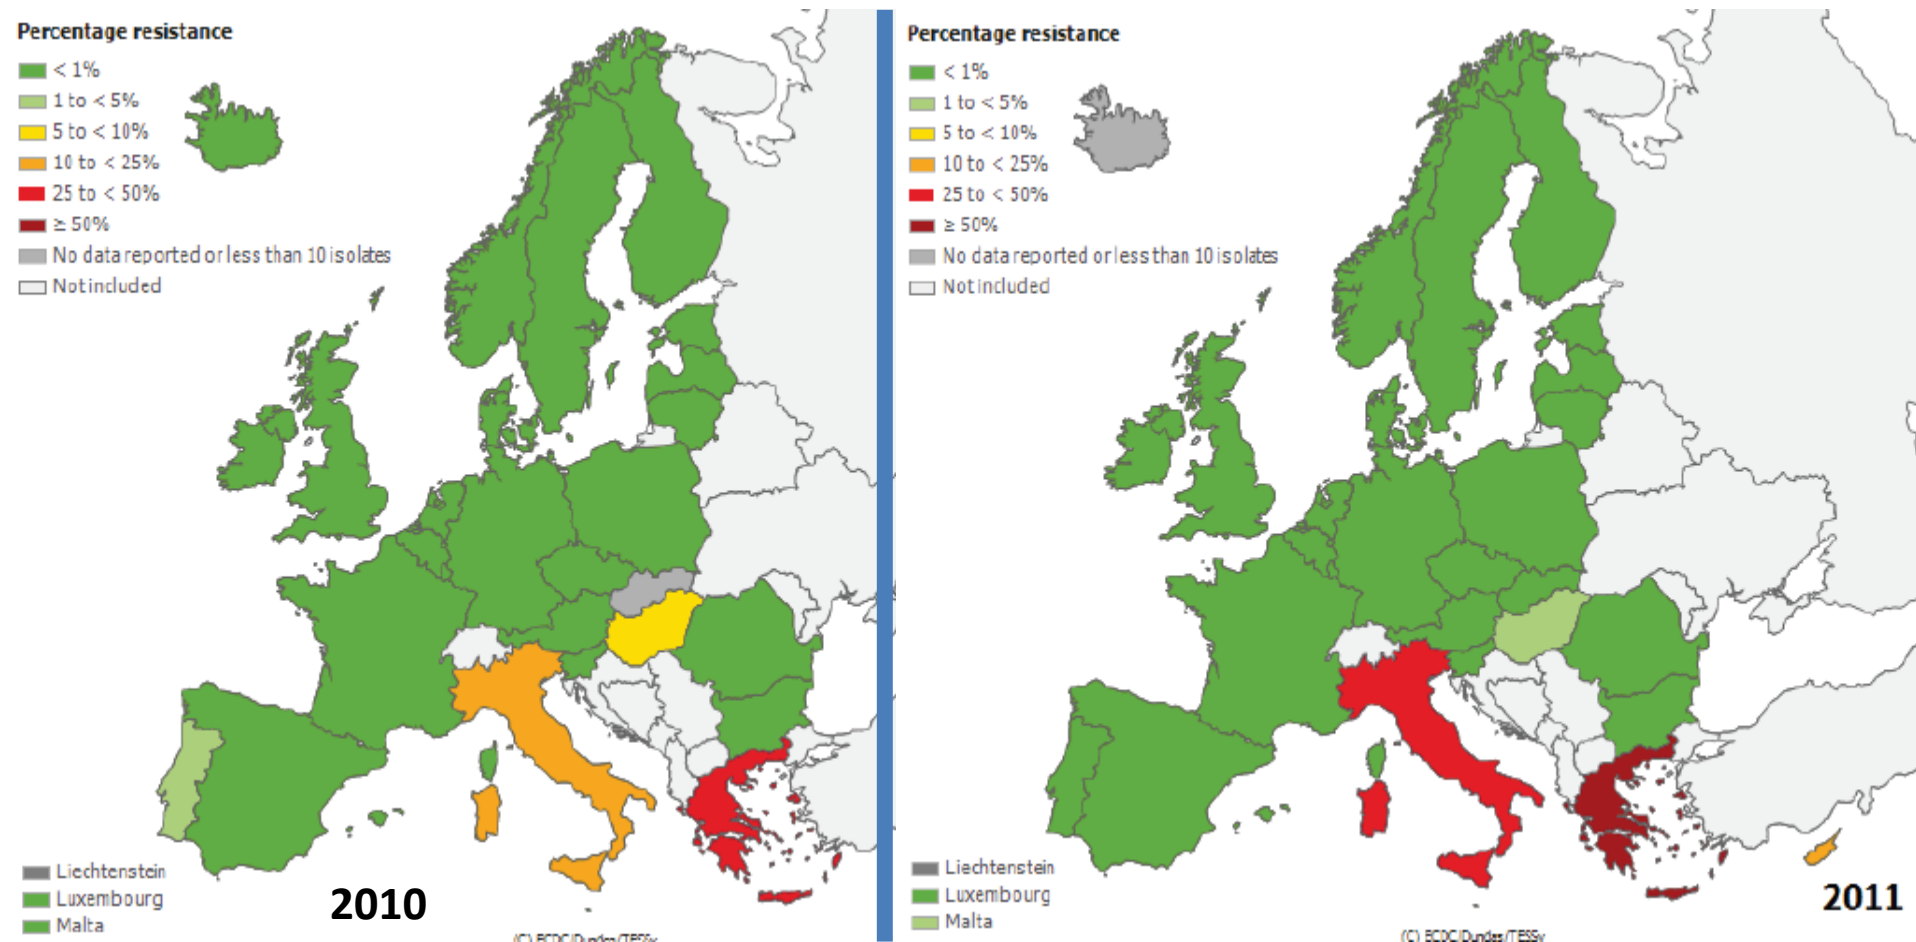 Percentage resistance
< 1%
1 to < 5%
5 to < 10%
10 to < 25%
25 to < 50%
≥ 50%
No data reported or less than 10 isolates
Not included
Liechtenstein
Luxembourg
Malta
2010
(C) ECDC/Dundas/TESSy
Percentage resistance
< 1%
1 to < 5%
5 to < 10%
10 to < 25%
25 to < 50%
≥ 50%
No data reported or less than 10 isolates
Not included
Liechtenstein
Luxembourg
Malta
2011
(C) ECDC/Dundas/TESSy